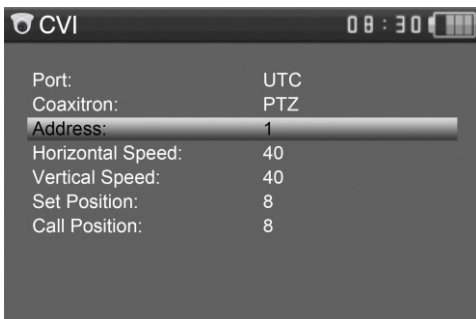 CVI 08:30
Port: UTC
Coaxitron: PTZ
Address: 1
Horizontal Speed: 40
Vertical Speed: 40
Set Position: 8
Call Position: 8